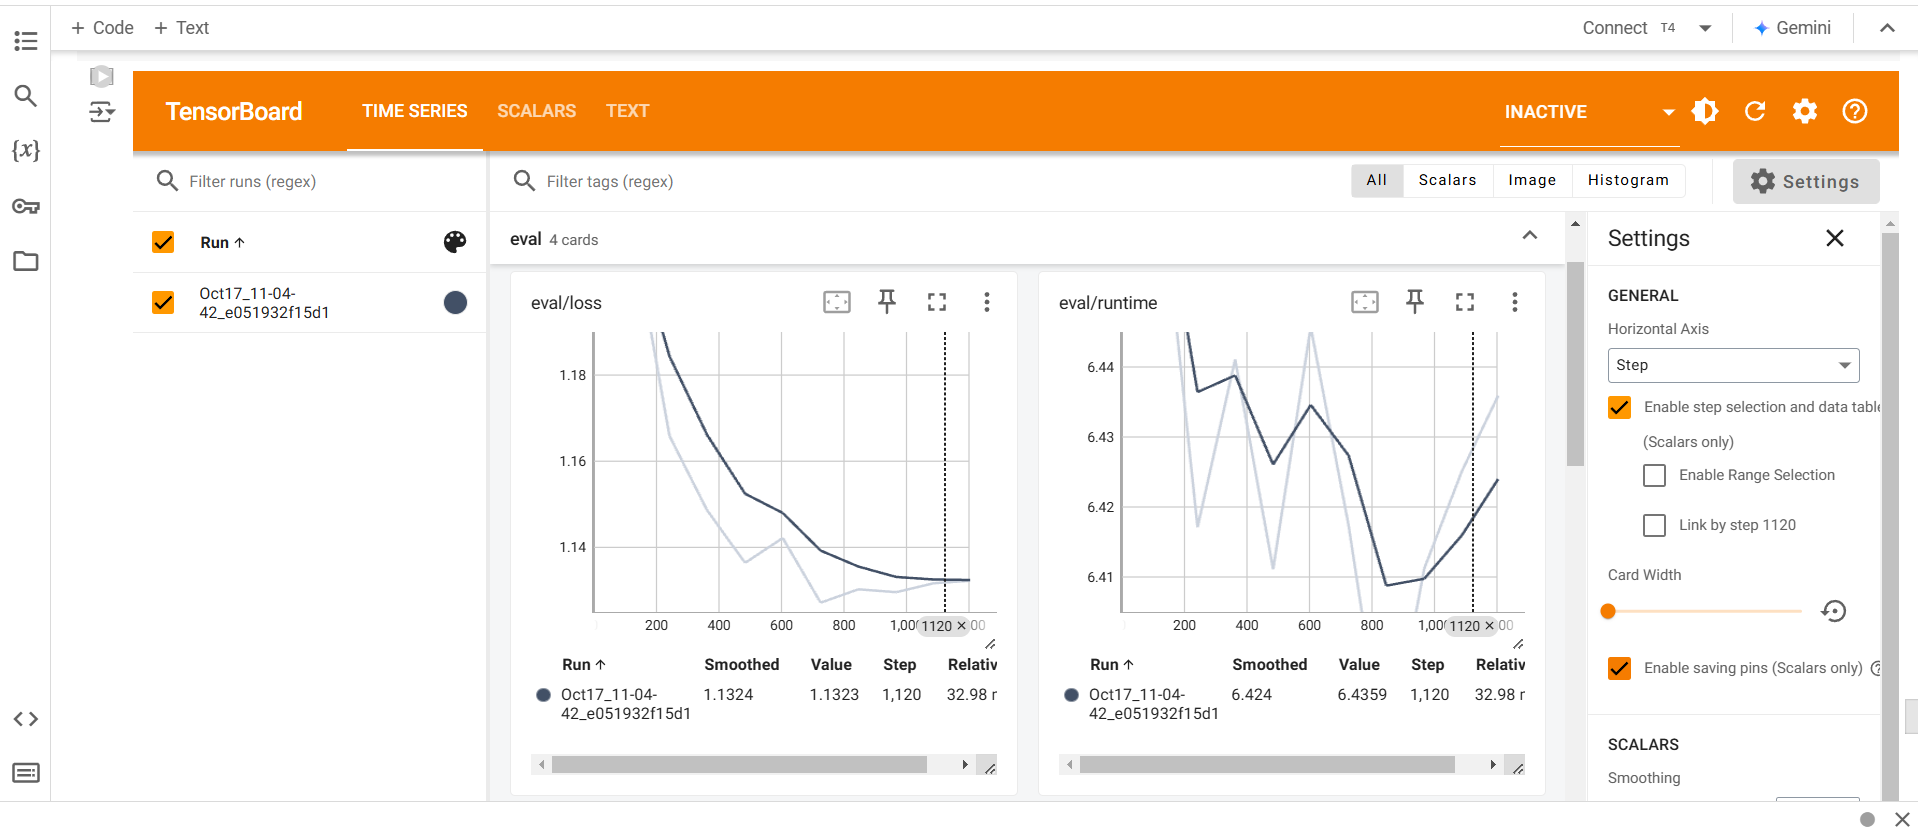 + Code + Text
Connect T4
Gemini
{x}
TensorBoard
TIME SERIES
SCALARS
TEXT
INACTIVE
Filter runs (regex)
Filter tags (regex)
All
Scalars
Image
Histogram
Settings
Run ↑
Oct17_11-04-
42_e051932f15d1
eval 4 cards
eval/loss
1.18
1.16
1.14
200
400
600
800
1,00
1120 ×
00
Run ↑ Smoothed Value Step Relativ
Oct17_11-04- 1.1324 1.1323 1,120 32.98 r
42_e051932f15d1
eval/runtime
6.44
6.43
6.42
6.41
200
400
600
800
1,00
1120 ×
00
Run ↑ Smoothed Value Step Relativ
Oct17_11-04- 6.424 6.4359 1,120 32.98 r
42_e051932f15d1
Settings
GENERAL
Horizontal Axis
Step
Enable step selection and data table
(Scalars only)
Enable Range Selection
Link by step 1120
Card Width
Enable saving pins (Scalars only)
SCALARS
Smoothing